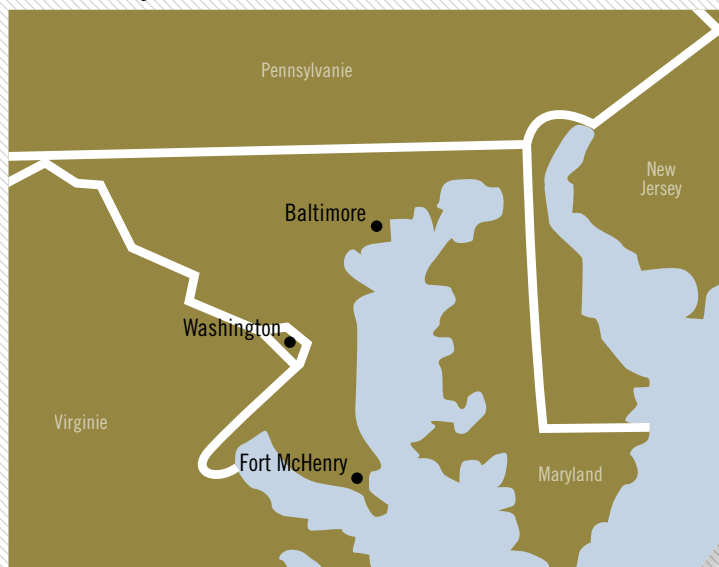 Pennsylvanie
New
Jersey
Baltimore
Washington
Virginie
Fort McHenry
Maryland